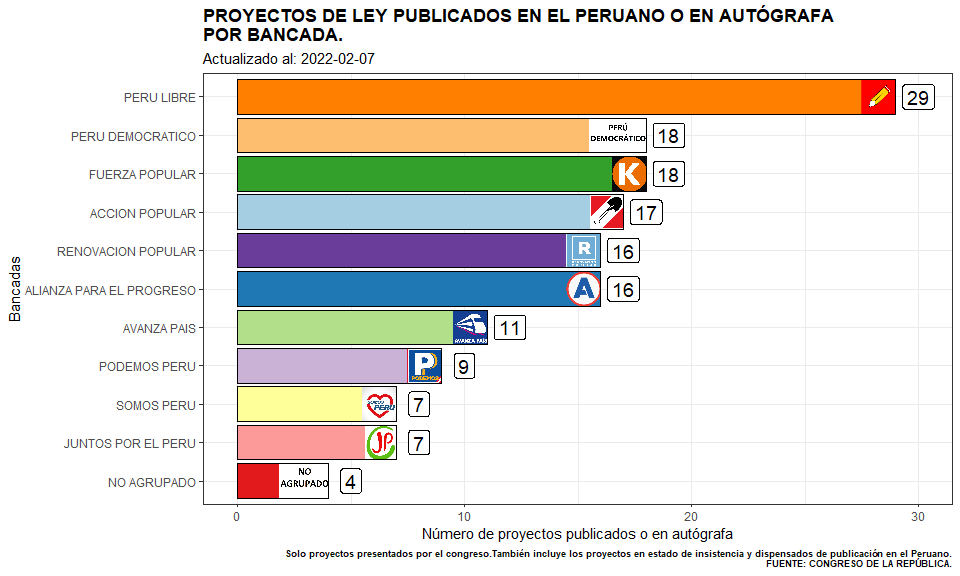 PROYECTOS DE LEY PUBLICADOS EN EL PERUANO O EN AUTÓGRAFA
POR BANCADA.
Actualizado al: 2022-02-07
Bancadas
PERU LIBRE
29
PERU DEMOCRATICO
PERÚ
DEMOCRÁTICO
18
FUERZA POPULAR
K
18
ACCION POPULAR
17
RENOVACION POPULAR
R
16
ALIANZA PARA EL PROGRESO
A
16
AVANZA PAIS
AVANZA PAÍS
11
PODEMOS PERU
P
PODEMOS
9
SOMOS PERU
SOMOS
PERU
7
JUNTOS POR EL PERU
JP
7
NO AGRUPADO
NO
AGRUPADO
4
0 10 20 30
Número de proyectos publicados o en autógrafa
Solo proyectos presentados por el congreso.También incluye los proyectos en estado de insistencia y dispensados de publicación en el Peruano.
FUENTE: CONGRESO DE LA REPÚBLICA.